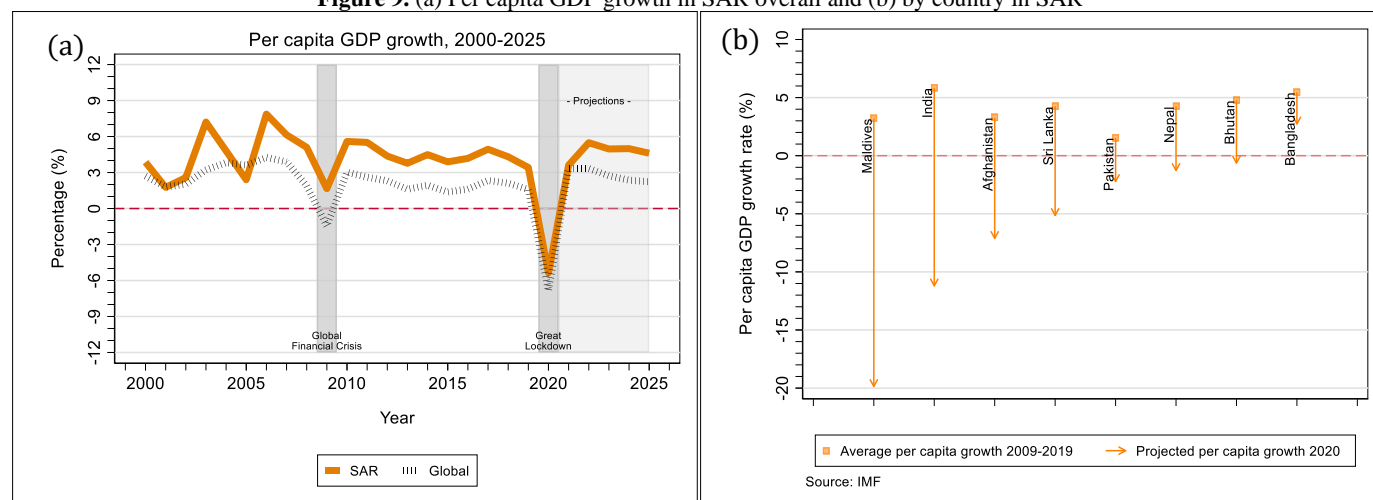 Figure 9. (a) Per capita GDP growth in SAR overall and (b) by country in SAR
(a)
Per capita GDP growth, 2000-2025
Percentage (%)
12
9
6
3
0
-3
-6
-9
-12
- Projections -
Global
Financial Crisis
Great
Lockdown
2000 2005 2010 2015 2020 2025
Year
SAR Global
(b)
Per capita GDP growth rate (%)
10
5
0
-5
-10
-15
-20
Maldives
India
Afghanistan
Sri Lanka
Pakistan
Nepal
Bhutan
Bangladesh
Average per capita growth 2009-2019 Projected per capita growth 2020
Source: IMF